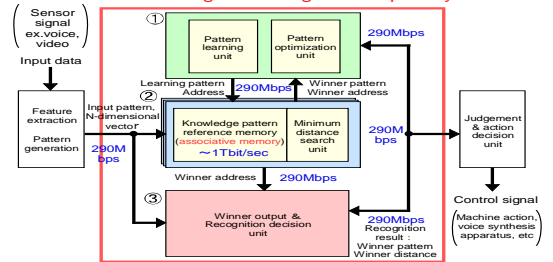 Sensor
signal
ex.voice,
video
Input data
Feature
extraction
Pattern
generation
Input pattern,
N-dimensional
vector
290M
bps
①
Pattern
learning
unit
Pattern
optimization
unit
290Mbps
Learning pattern
Address
290Mbps
Winner pattern
Winner address
②
Knowledge pattern
reference memory
(associative memory)
~1Tbit/sec
Minimum
distance
search
unit
290M
bps
Winner address
290Mbps
③
Winner output &
Recognition decision
unit
290Mbps
Recognition
result :
Winner pattern
Winner distance
Judgement
& action
decision
unit
Control signal
Machine action,
voice synthesis
apparatus, etc